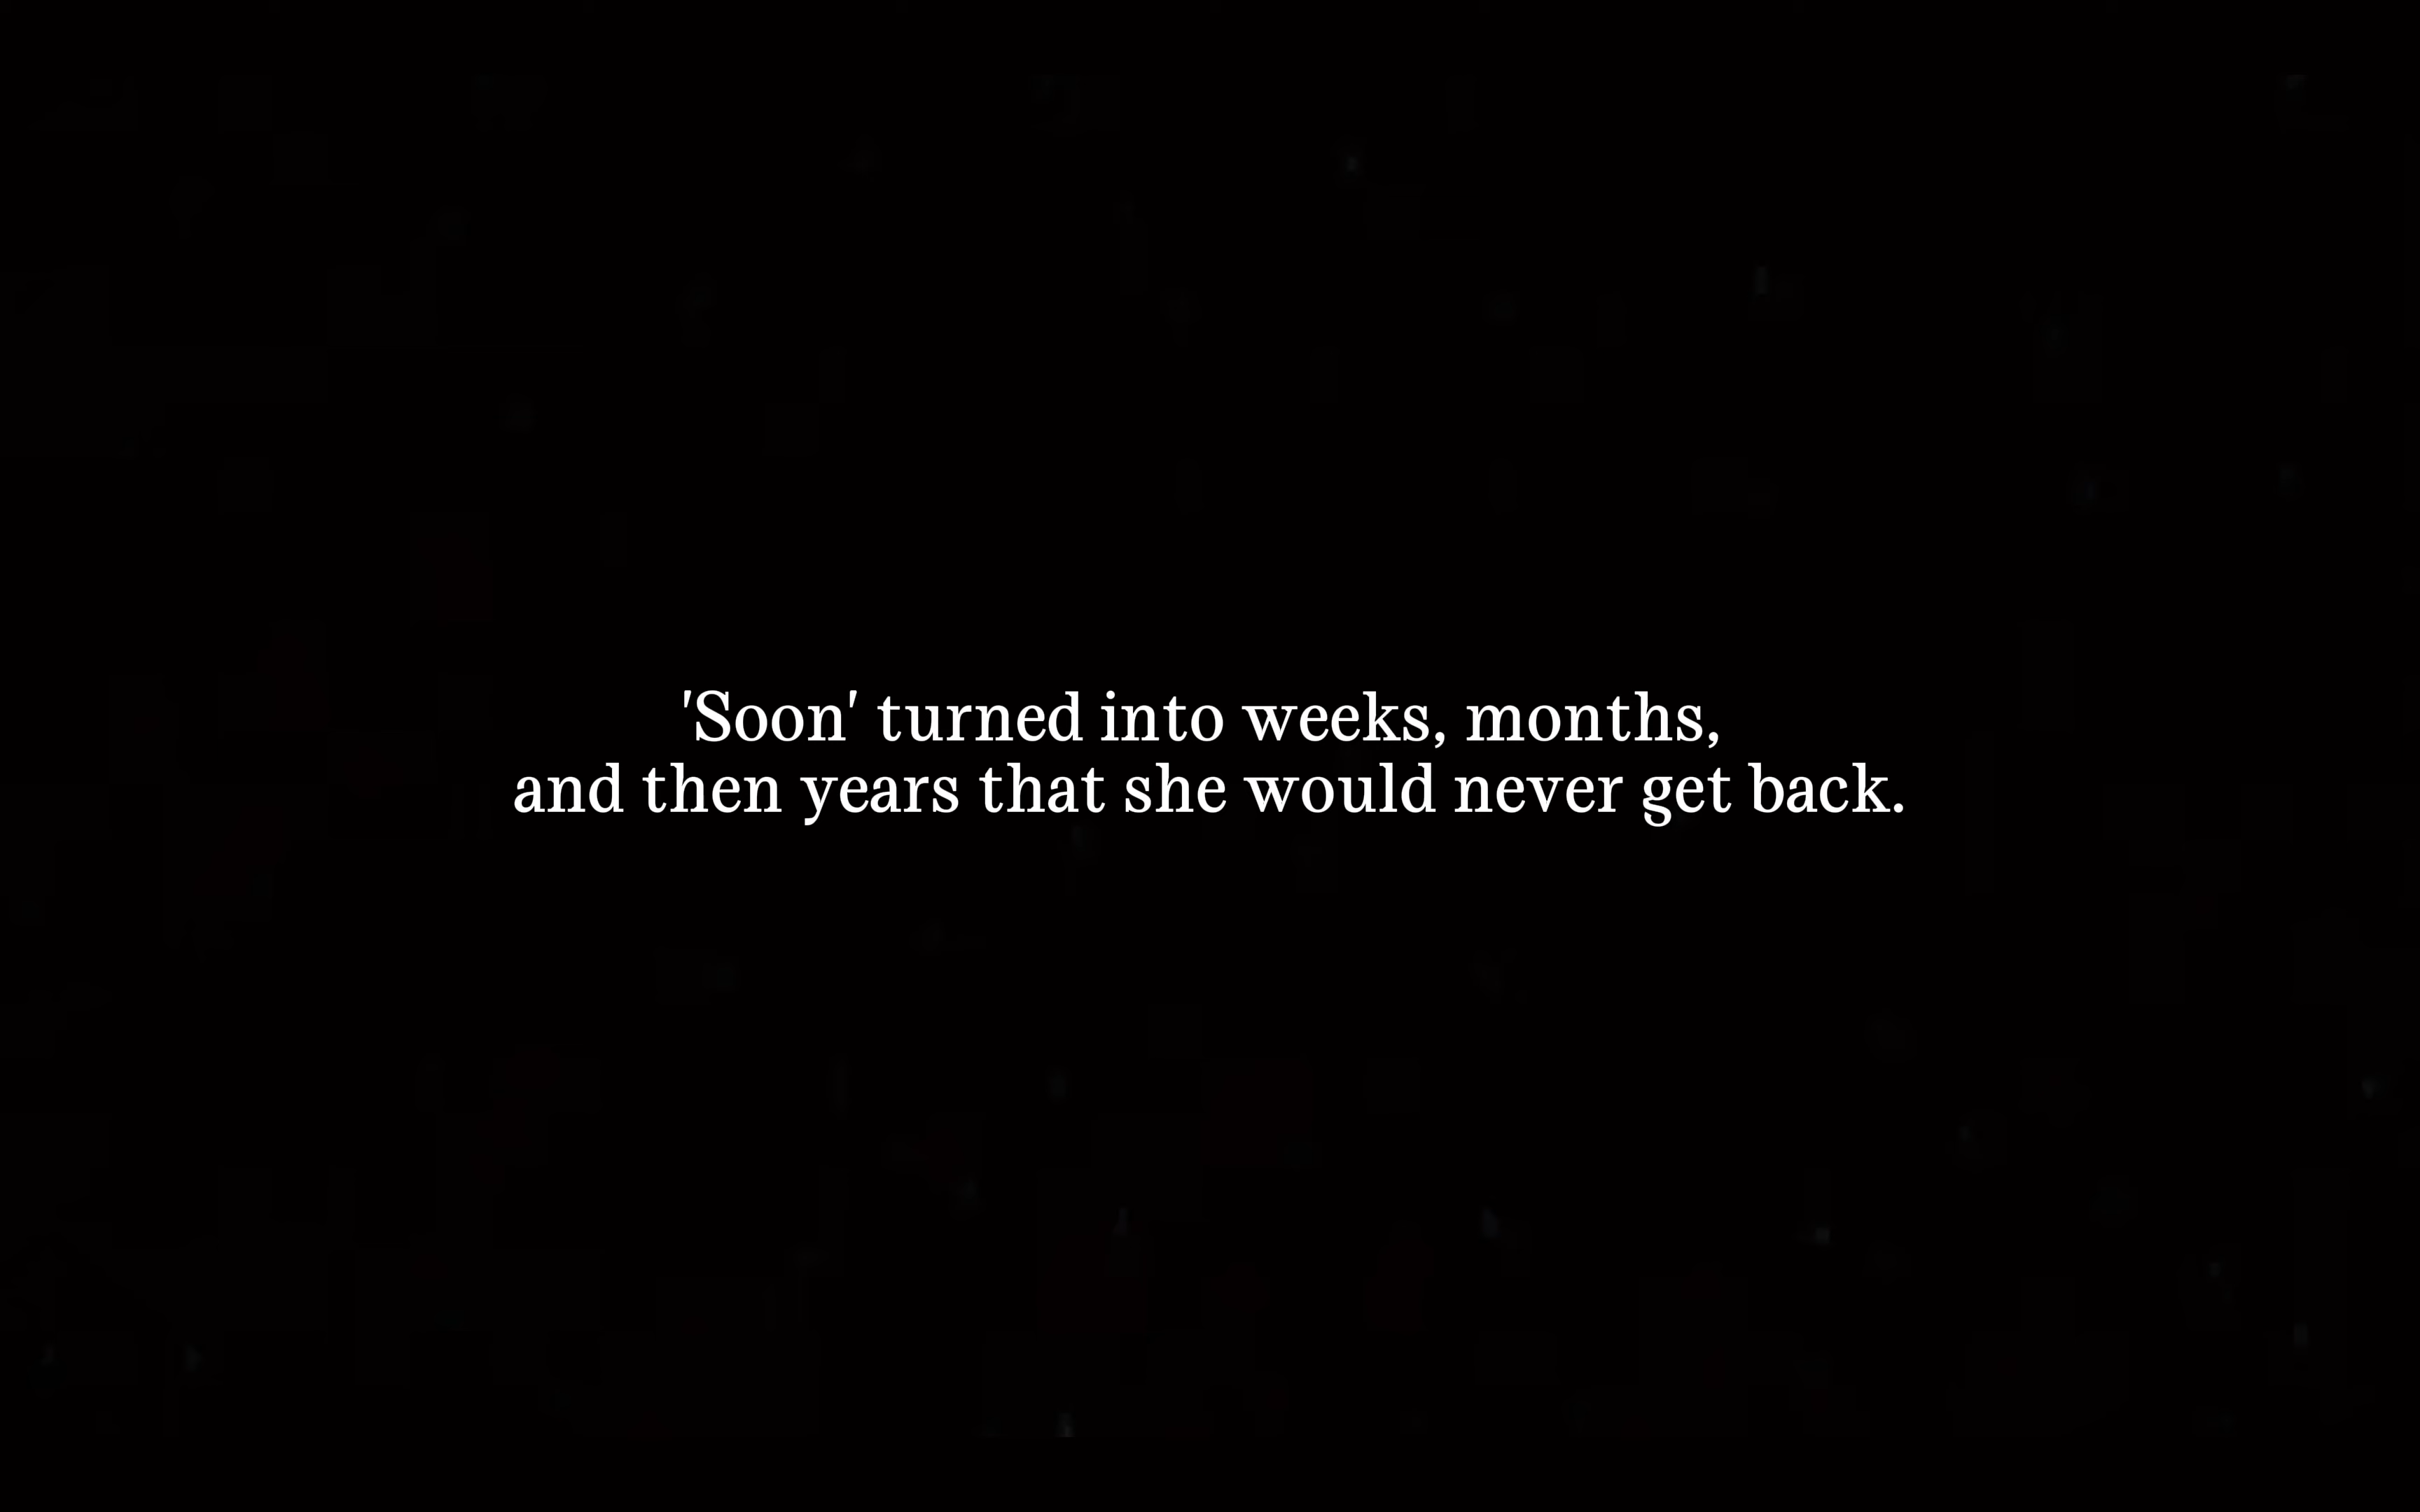 'Soon' turned into weeks, months,
and then years that she would never get back.